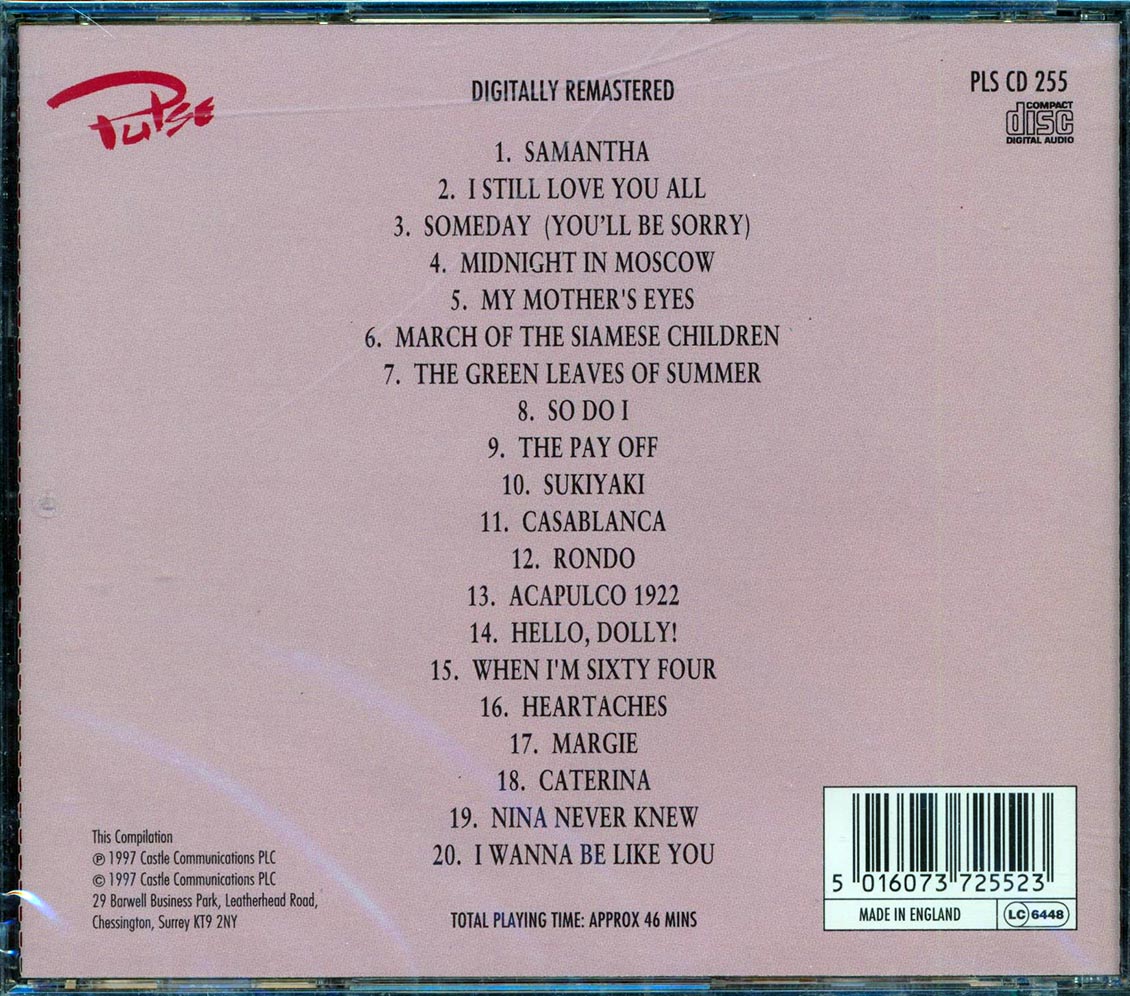 Pulse
DIGITALLY REMASTERED
PLS CD 255
COMPACT
disc
DIGITAL AUDIO
1. SAMANTHA
2. I STILL LOVE YOU ALL
3. SOMEDAY (YOU'LL BE SORRY)
4. MIDNIGHT IN MOSCOW
5. MY MOTHER'S EYES
6. MARCH OF THE SIAMESE CHILDREN
7. THE GREEN LEAVES OF SUMMER
8. SO DO I
9. THE PAY OFF
10. SUKIYAKI
11. CASABLANCA
12. RONDO
13. ACAPULCO 1922
14. HELLO, DOLLY!
15. WHEN I'M SIXTY FOUR
16. HEARTACHES
17. MARGIE
18. CATERINA
19. NINA NEVER KNEW
20. I WANNA BE LIKE YOU
This Compilation
℗ 1997 Castle Communications PLC
© 1997 Castle Communications PLC
29 Barwell Business Park, Leatherhead Road,
Chessington, Surrey KT9 2NY
TOTAL PLAYING TIME: APPROX 46 MINS
5 016073 725523
MADE IN ENGLAND
LC 6448